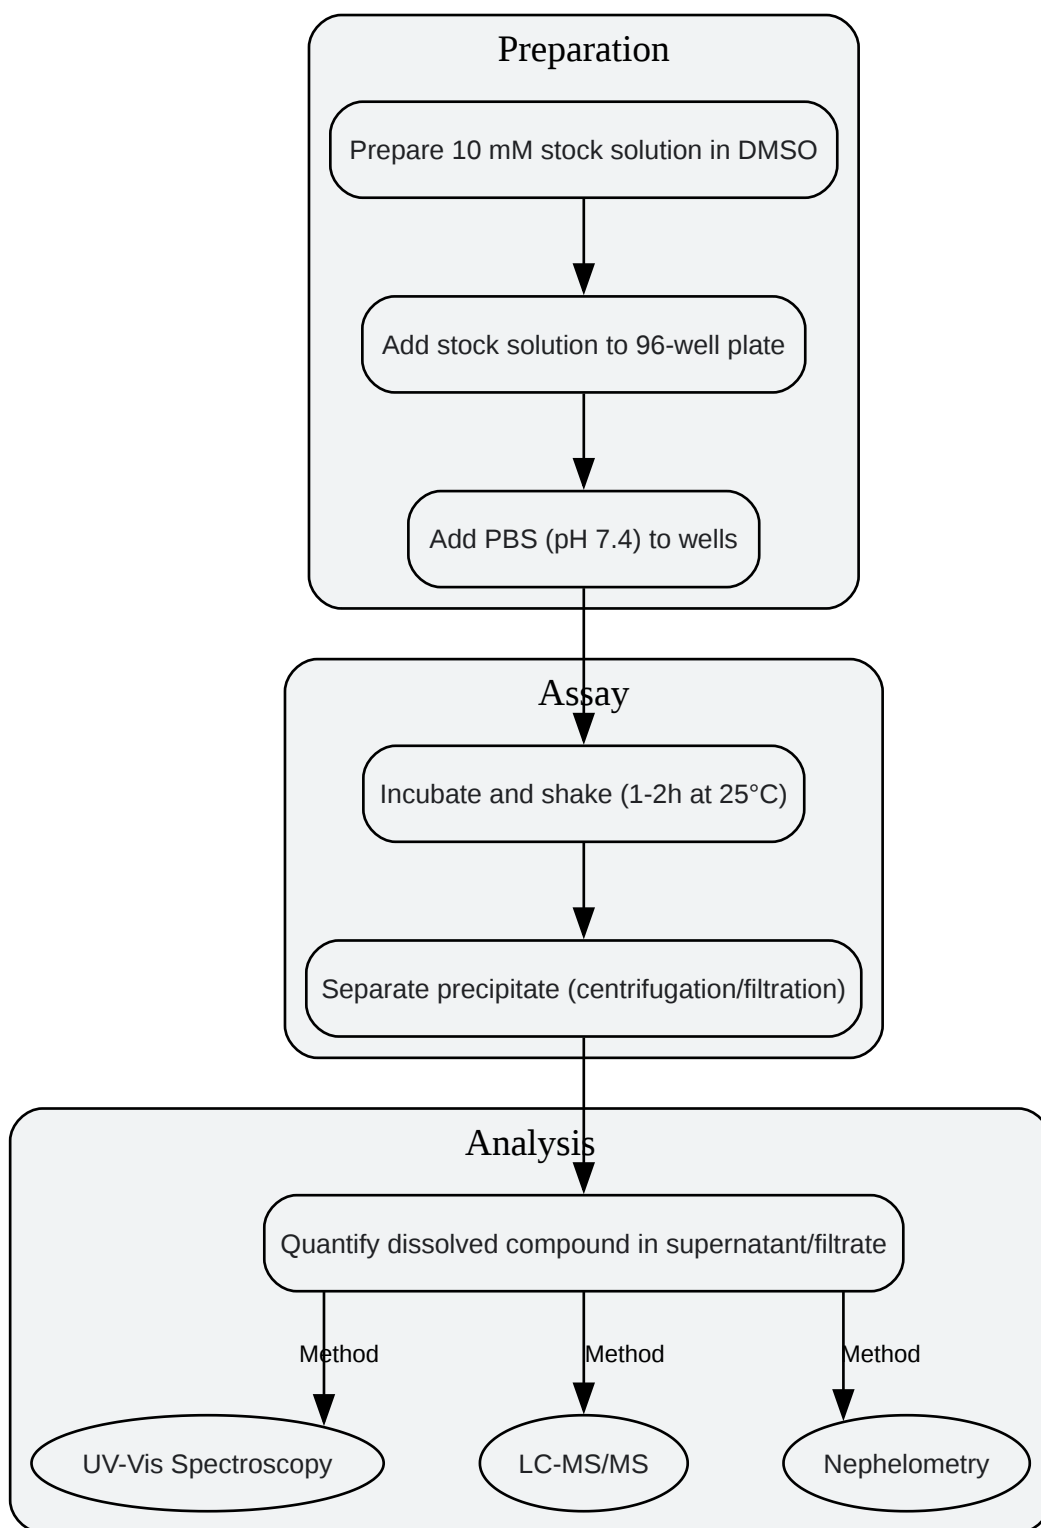 Preparation
Prepare 10 mM stock solution in DMSO
Add stock solution to 96-well plate
Add PBS (pH 7.4) to wells
Assay
Incubate and shake (1-2h at 25°C)
Separate precipitate (centrifugation/filtration)
Analysis
Quantify dissolved compound in supernatant/filtrate
Method
Method
Method
UV-Vis Spectroscopy
LC-MS/MS
Nephelometry